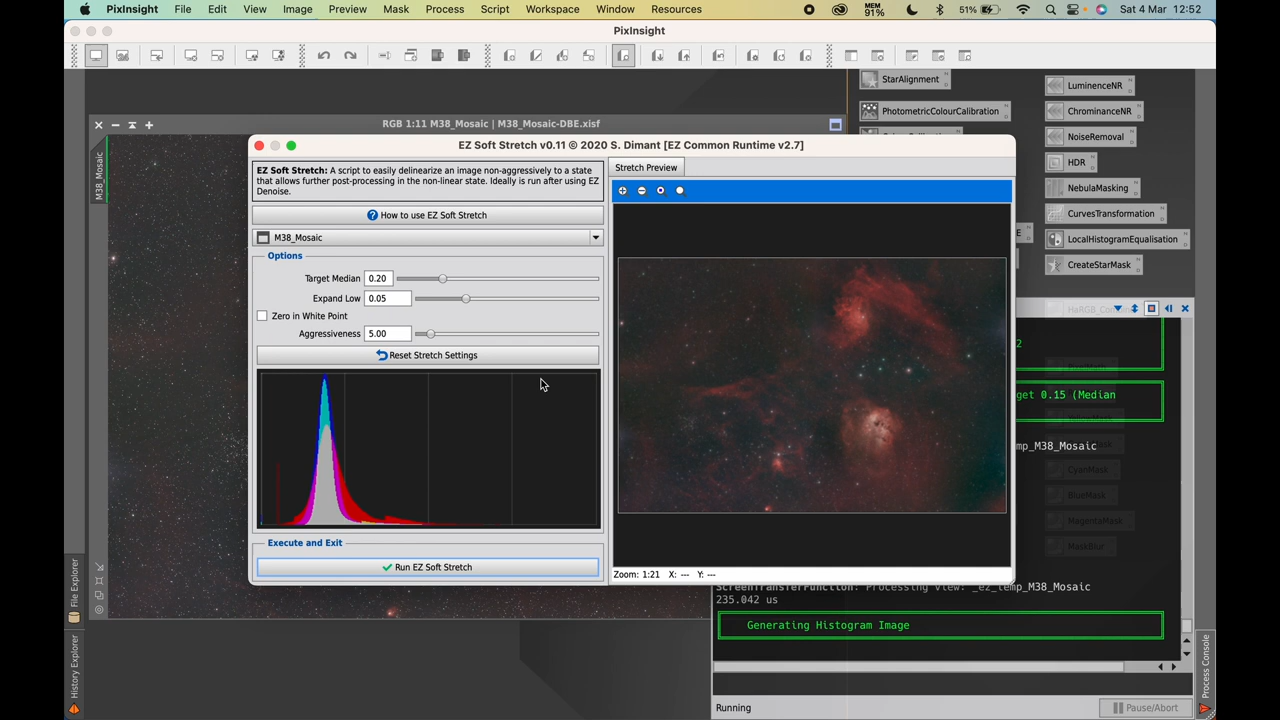 PixInsight File Edit View Image Preview Mask Process Script Workspace Window Resources MEM 91% 51% Sat 4 Mar 12:52
PixInsight
StarAlignment
LuminenceNR
PhotometricColourCalibration
ChrominanceNR
NoiseRemoval
HDR
NebulaMasking
CurvesTransformation
E
LocalHistogramEqualisation
CreateStarMask
RGB 1:11 M38_Mosaic | M38_Mosaic-DBE.xisf
M38_Mosaic
EZ Soft Stretch v0.11 © 2020 S. Dimant [EZ Common Runtime v2.7]
EZ Soft Stretch: A script to easily delinearize an image non-aggressively to a state
that allows further post-processing in the non-linear state. Ideally is run after using EZ
Denoise.
How to use EZ Soft Stretch
M38_Mosaic
Options
Target Median 0.20
Expand Low 0.05
Zero in White Point
Aggressiveness 5.00
Reset Stretch Settings
Execute and Exit
Run EZ Soft Stretch
Stretch Preview
Zoom: 1:21 X: --- Y: ---
2
get 0.15 (Median
mp_M38_Mosaic
CyanMask
BlueMask
MagentaMask
MaskBlur
ScreenTransferFunction: Processing view: _ez_temp_M38_Mosaic
235.042 us
Generating Histogram Image
Running
Pause/Abort
File Explorer
History Explorer
Process Console